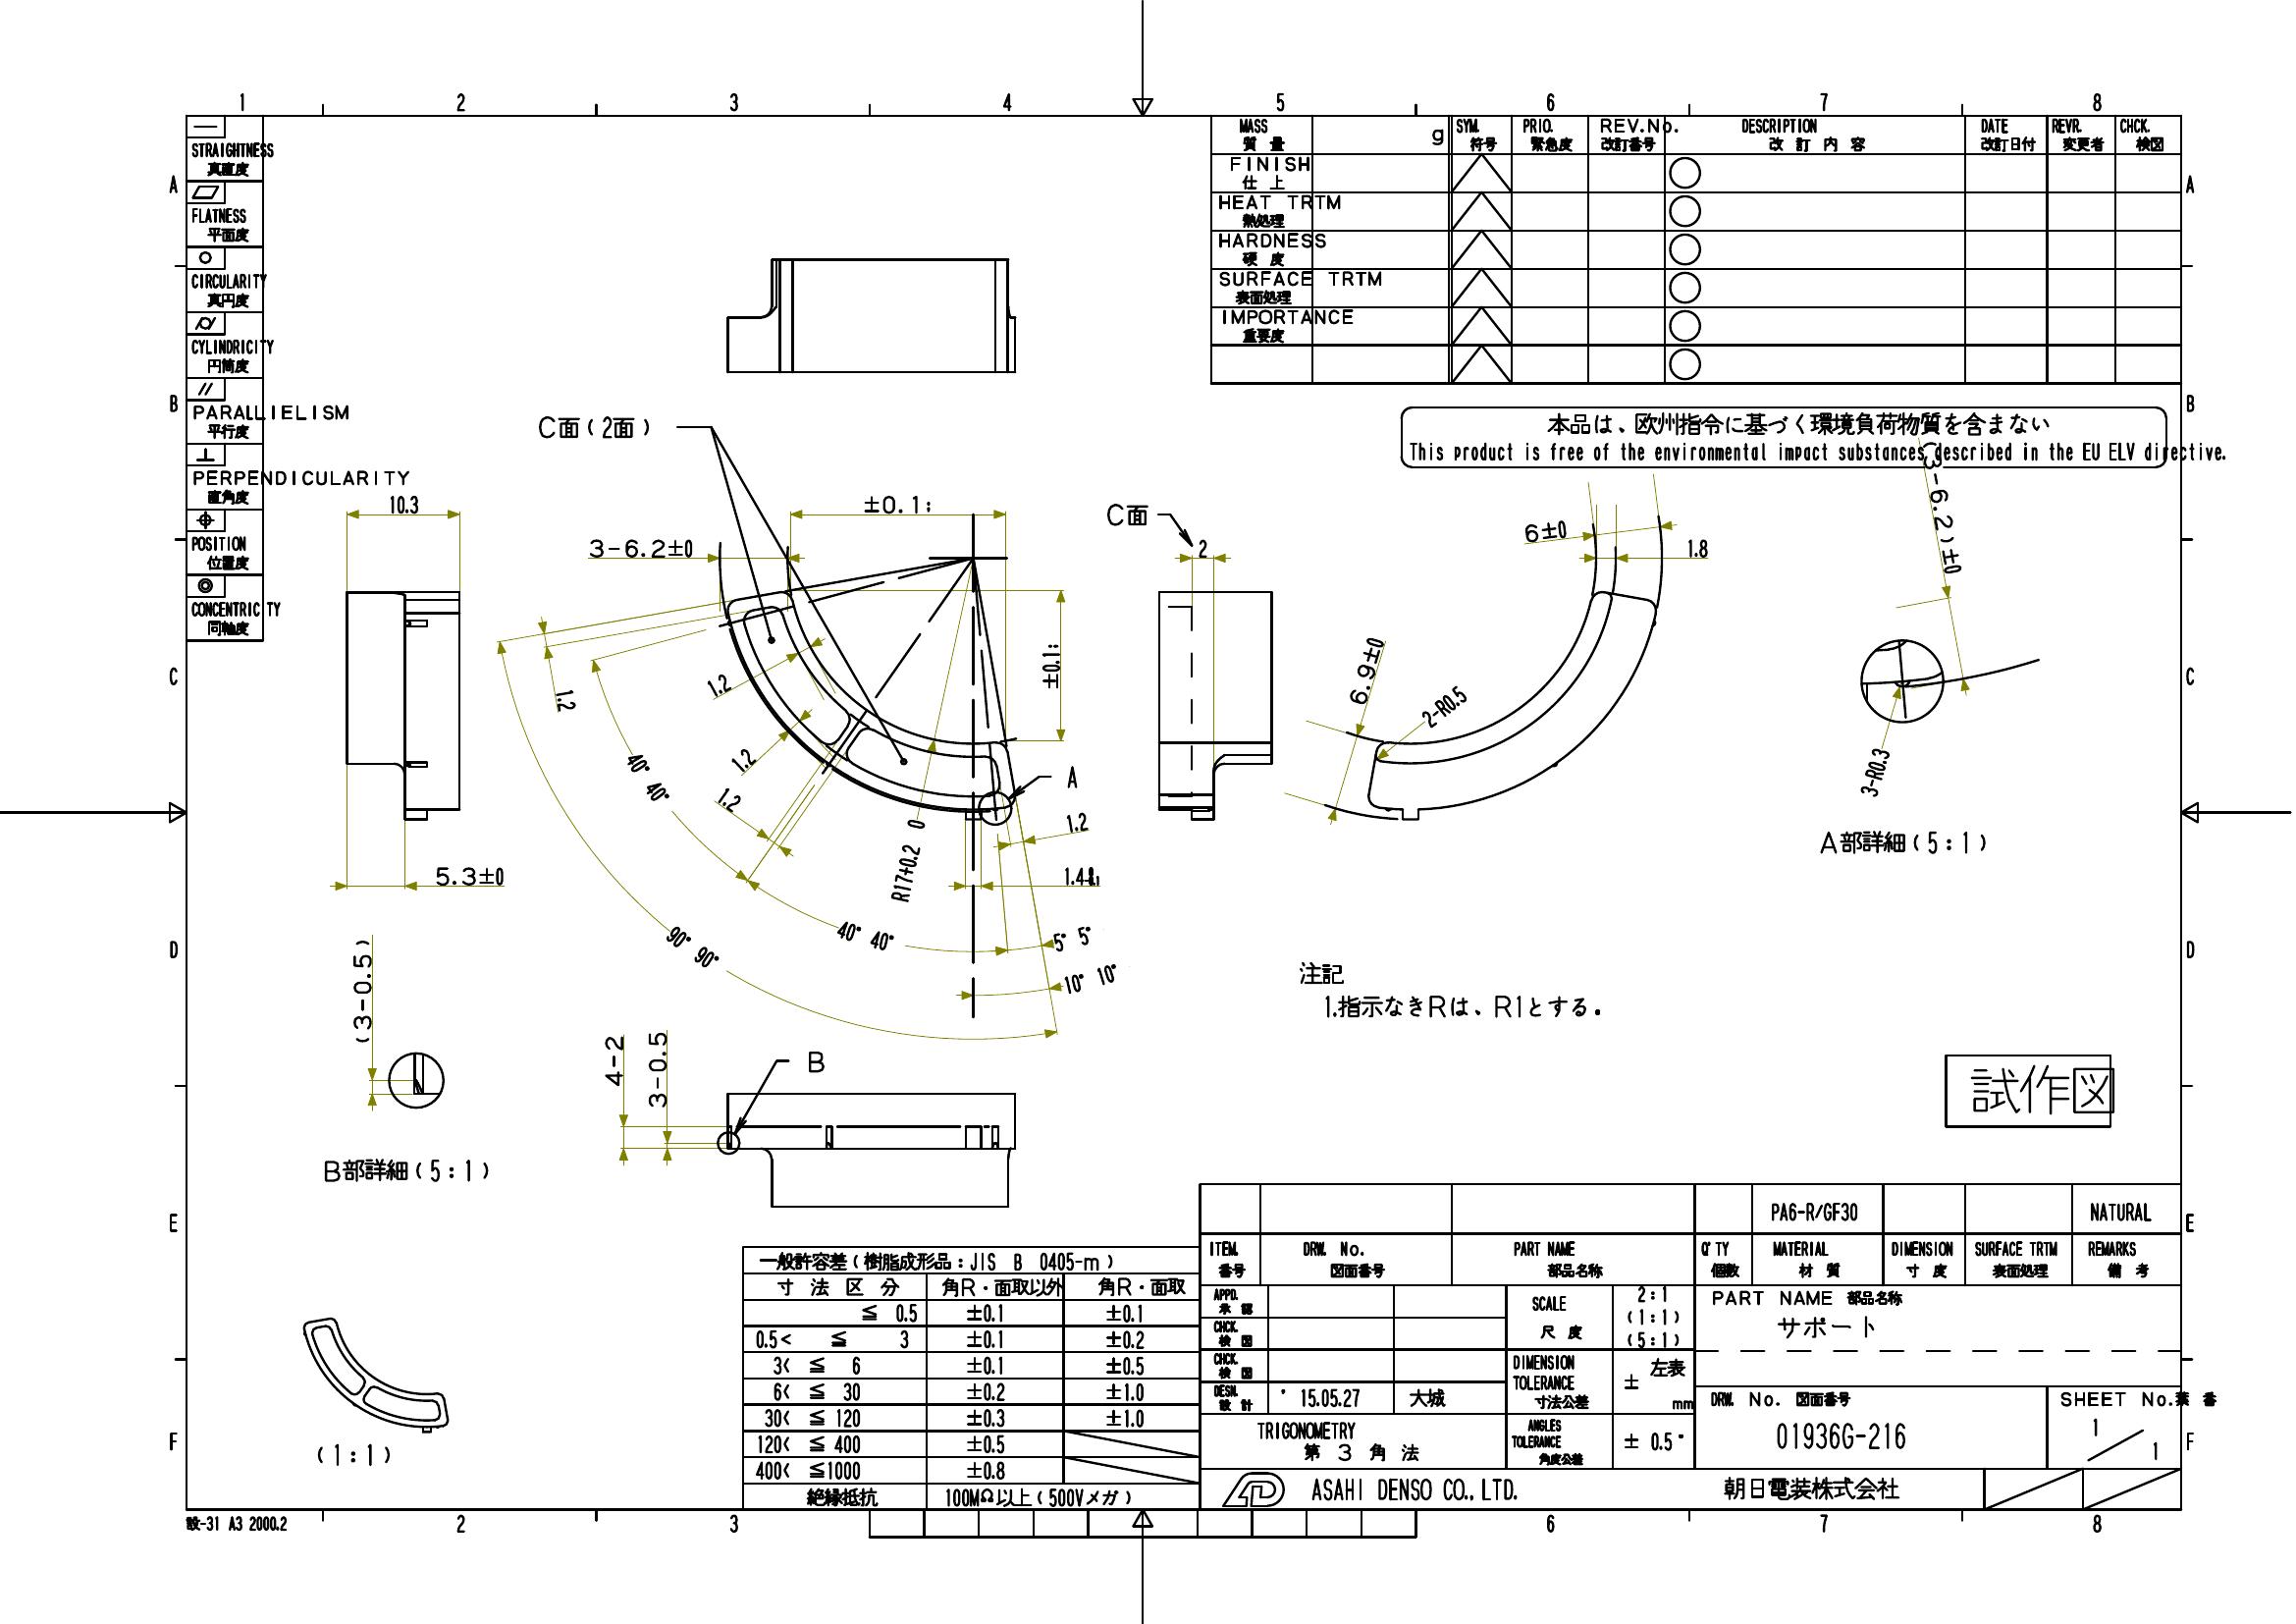 1 2 3 4 5 6 7 8
STRAIGHTNESS
真直度
FLATNESS
平面度
CIRCULARITY
真円度
CYLINDRICITY
円筒度
PARALLIELISM
平行度
PERPENDICULARITY
直角度
POSITION
位置度
CONCENTRICTY
同軸度
MASS g SYM. PRIO. REV.No. DESCRIPTION DATE REVR. CHCK.
質量 符号 緊急度 改訂番号 改訂内容 改訂日付 変更者 検図
FINISH
仕上
HEAT TRTM
熱処理
HARDNESS
硬度
SURFACE TRTM
表面処理
IMPORTANCE
重要度
本品は、欧州指令に基づく環境負荷物質を含まない
This product is free of the environmental impact substances described in the EU ELV directive.
A A
B B
C C
D D
E E
F F
C面(2面)
10.3
±0.1
3-6.2±0
C面
2
6±0
1.8
(3-6.2)±0
1.2
1.2
1.2
1.2
±0.1
6.9±0
2-R0.5
3-R0.3
40° 40°
A
1.2
R17+0.2 0
5.3±0
1.4
A部詳細(5:1)
40° 40°
5° 5°
90° 90°
10° 10°
(3-0.5)
注記
1.指示なきRは、R1とする.
4-2
3-0.5
B
B部詳細(5:1)
試作図
(1:1)
一般許容差(樹脂成形品:JIS B 0405-m)
寸法区分 角R・面取以外 角R・面取
≦ 0.5 ±0.1 ±0.1
0.5< ≦ 3 ±0.1 ±0.2
3< ≦ 6 ±0.1 ±0.5
6< ≦ 30 ±0.2 ±1.0
30< ≦ 120 ±0.3 ±1.0
120< ≦ 400 ±0.5
400< ≦1000 ±0.8
絶縁抵抗 100MΩ以上(500Vメガ)
PA6-R/GF30 NATURAL
ITEM. DRW. No. PART NAME Q'TY MATERIAL DIMENSION SURFACE TRTM REMARKS
番号 図面番号 部品名称 個数 材質 寸度 表面処理 備考
APPD.
承認
CHCK.
検図
CHCK.
検図
DESN.
設計
' 15.05.27 大城
SCALE
尺度
2:1
(1:1)
(5:1)
DIMENSION
TOLERANCE
寸法公差
± 左表
mm
TRIGONOMETRY
第3角法
ANGLES
TOLERANCE
角度公差
± 0.5°
PART NAME 部品名称
サポート
DRW. No. 図面番号
01936G-216
SHEET No.葉番
1/1
ASAHI DENSO CO., LTD.
朝日電装株式会社
設-31 A3 2000.2
2 3 6 7 8